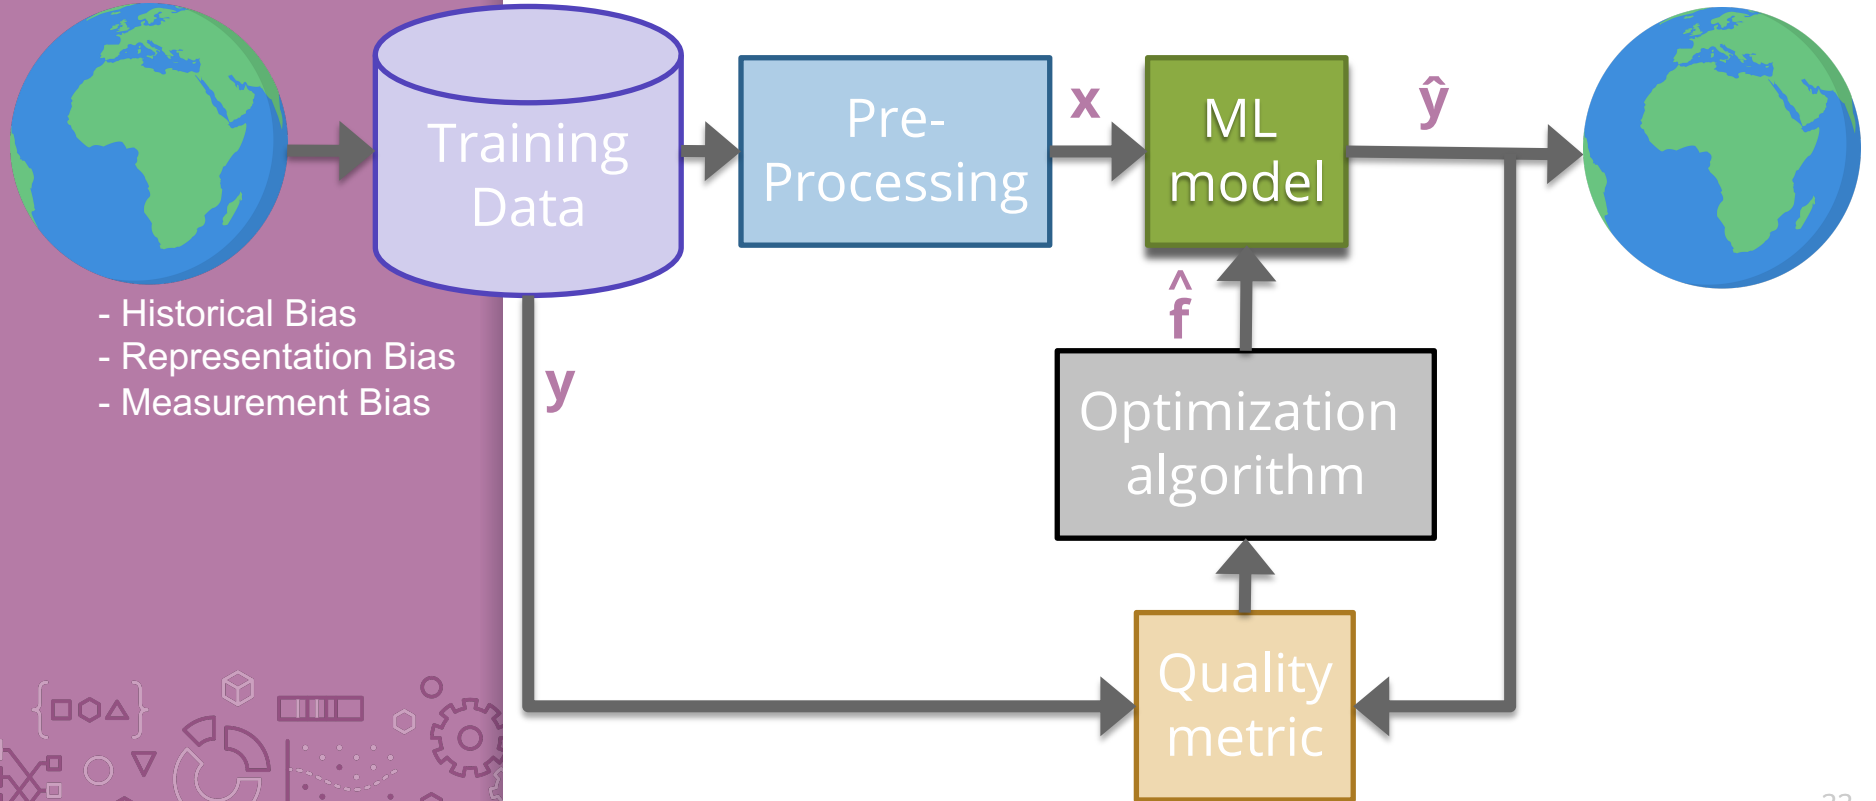 Training
Data
Pre-
Processing
x
ML
model
ŷ
- Historical Bias
- Representation Bias
- Measurement Bias
y
f̂
Optimization
algorithm
Quality
metric